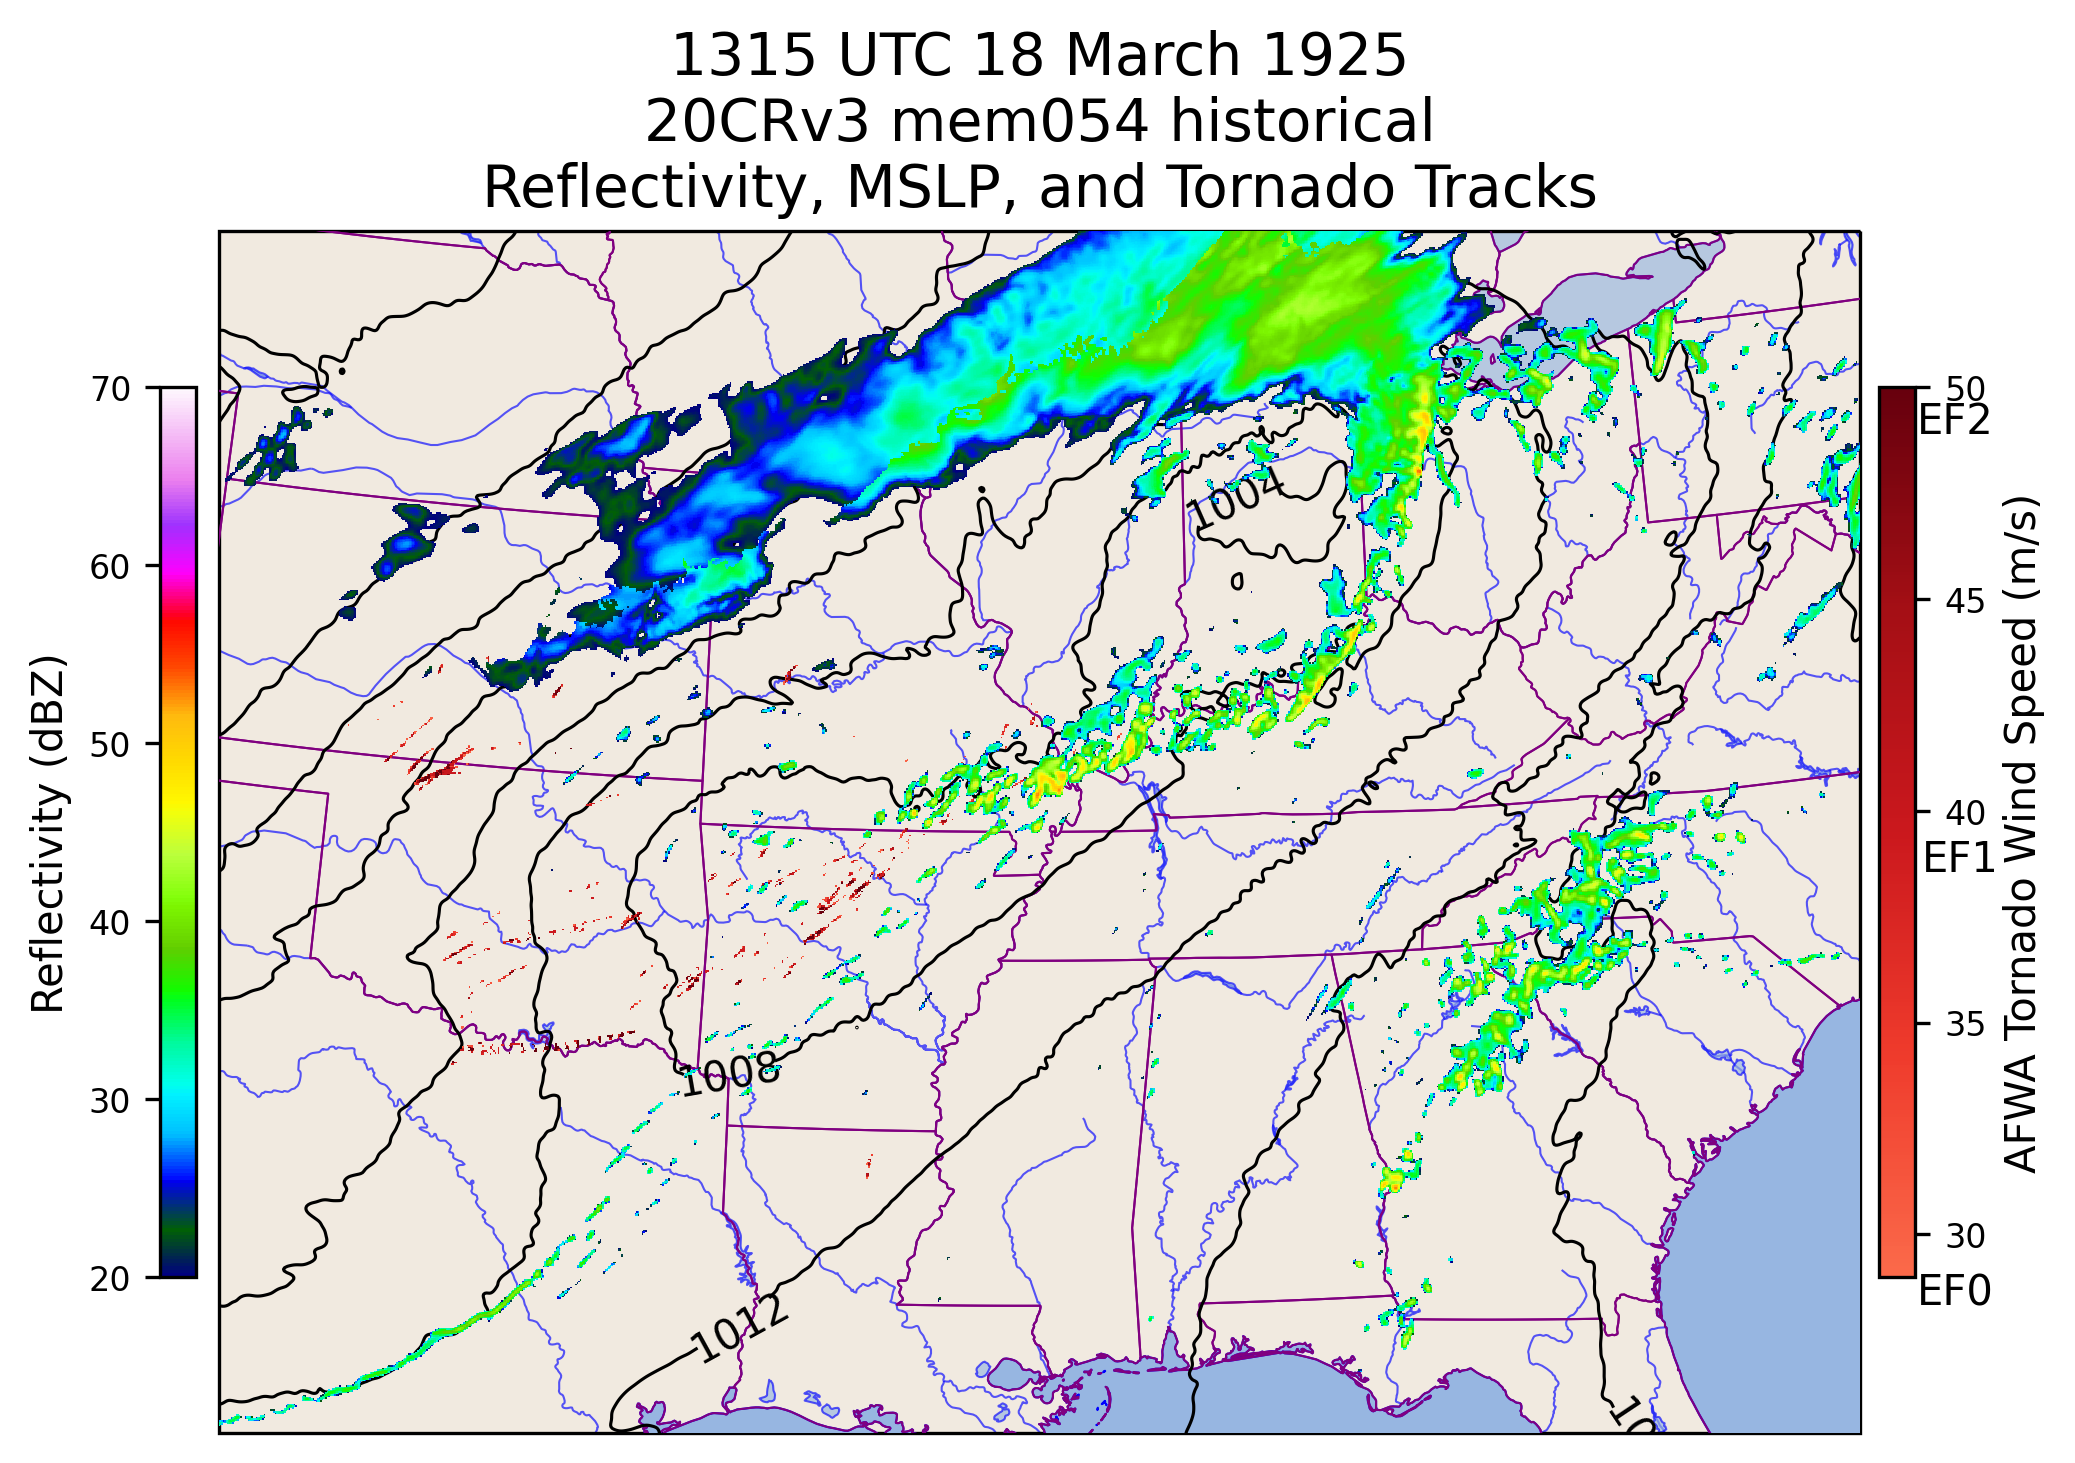 1315 UTC 18 March 1925
20CRv3 mem054 historical
Reflectivity, MSLP, and Tornado Tracks
70
60
50
40
30
20
Reflectivity (dBZ)
1004
1008
1012
10
50
EF2
45
40
EF1
35
30
EF0
AFWA Tornado Wind Speed (m/s)